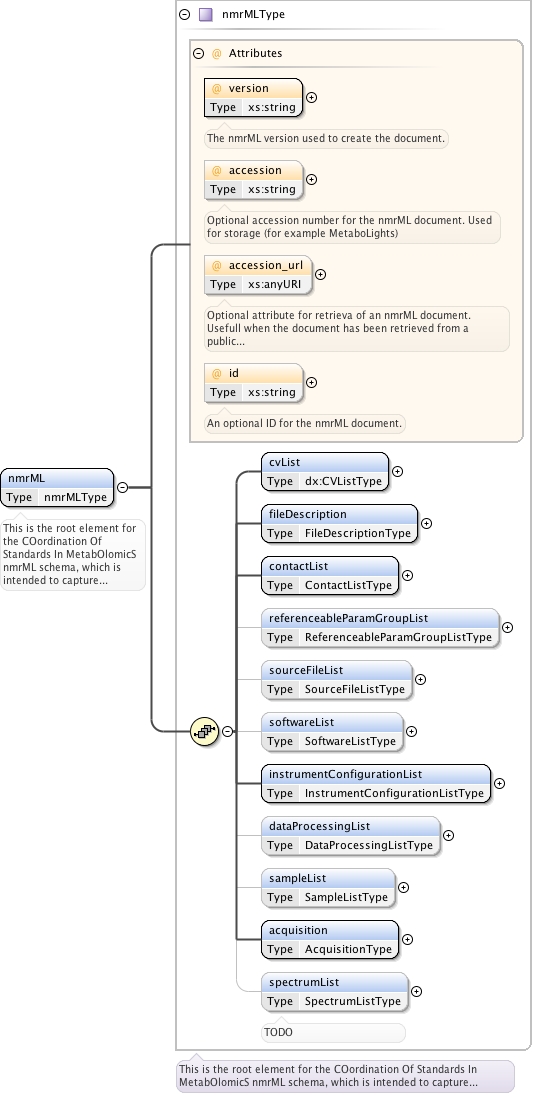 nmrMLType
@ Attributes
@ version
Type xs:string
The nmrML version used to create the document.
@ accession
Type xs:string
Optional accession number for the nmrML document. Used
for storage (for example MetaboLights)
@ accession_url
Type xs:anyURI
Optional attribute for retrieva of an nmrML document.
Usefull when the document has been retrieved from a
public...
@ id
Type xs:string
An optional ID for the nmrML document.
nmrML
Type nmrMLType
This is the root element for
the COordination Of
Standards In MetabOlomicS
nmrML schema, which is
intended to capture...
cvList
Type dx:CVListType
fileDescription
Type FileDescriptionType
contactList
Type ContactListType
referenceableParamGroupList
Type ReferenceableParamGroupListType
sourceFileList
Type SourceFileListType
softwareList
Type SoftwareListType
instrumentConfigurationList
Type InstrumentConfigurationListType
dataProcessingList
Type DataProcessingListType
sampleList
Type SampleListType
acquisition
Type AcquisitionType
spectrumList
Type SpectrumListType
TODO
This is the root element for the COordination Of Standards In
MetabOlomicS nmrML schema, which is intended to capture...